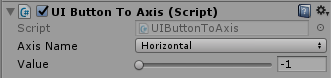 UI Button To Axis (Script)
Script UIButtonToAxis
Axis Name Horizontal
Value -1